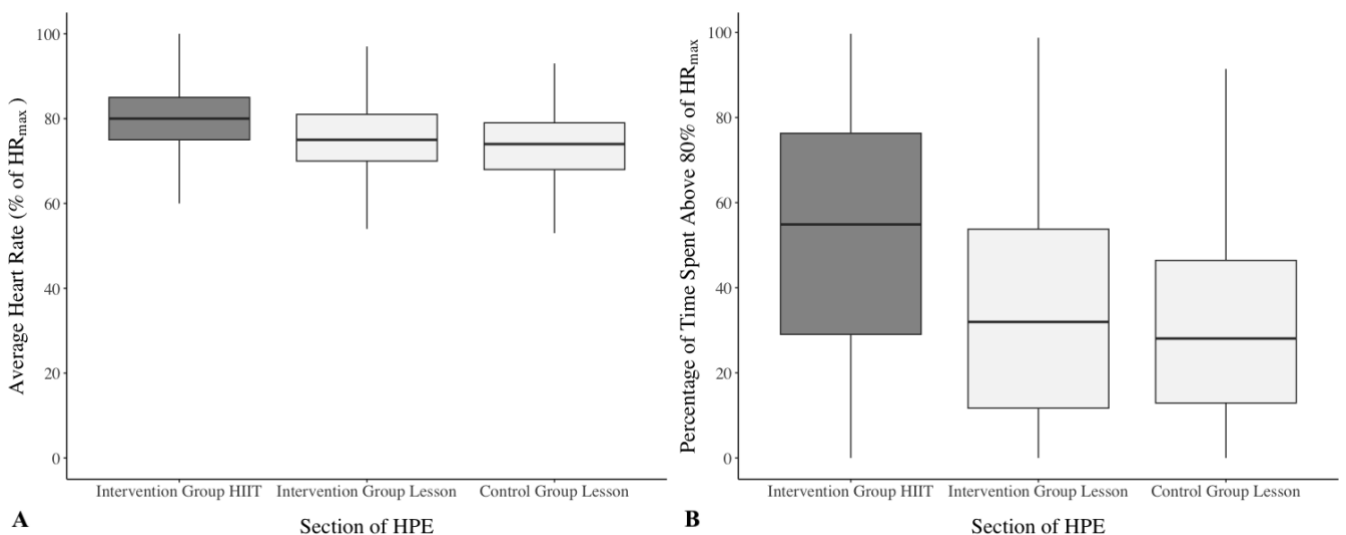 Average Heart Rate (% of HRmax )
100
80
60
40
20
0
Intervention Group HIIT
Intervention Group Lesson
Control Group Lesson
A
Section of HPE
Percentage of Time Spent Above 80% of HRmax
100
80
60
40
20
0
Intervention Group HIIT
Intervention Group Lesson
Control Group Lesson
B
Section of HPE